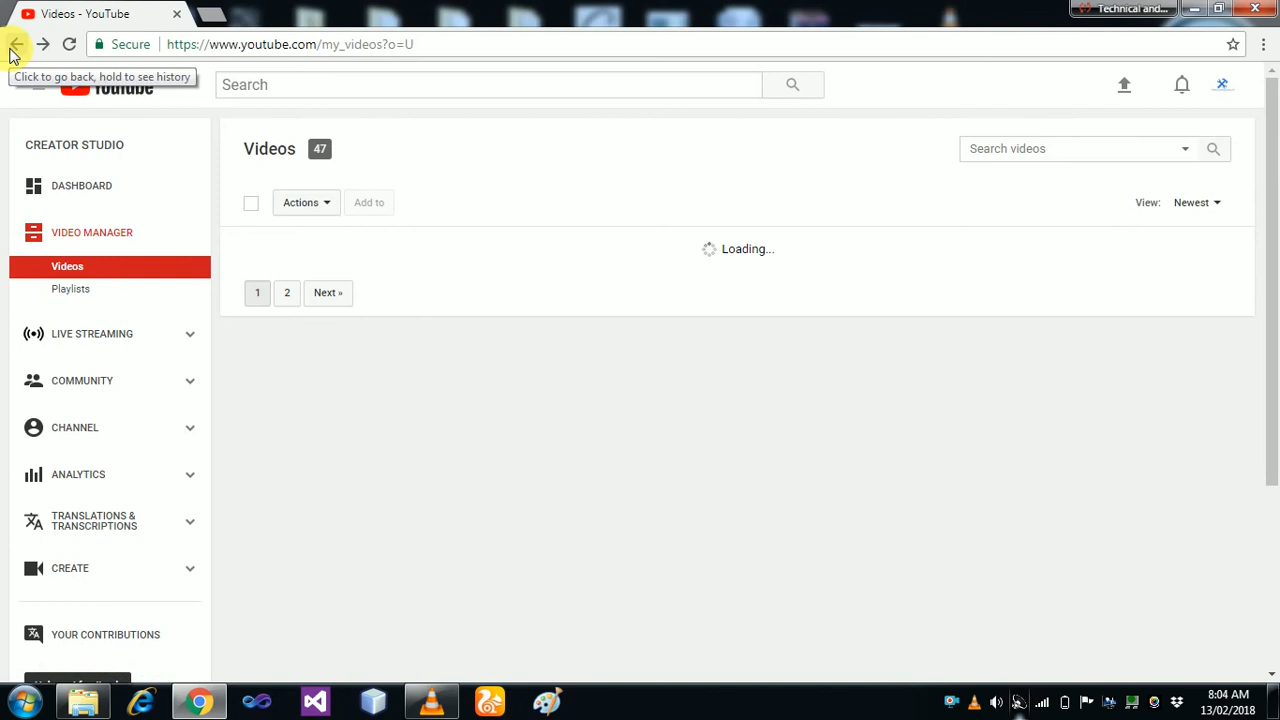 Videos - YouTube
Technical and...
Secure
https://www.youtube.com/my_videos?o=U
Click to go back, hold to see history
YouTube
Search
CREATOR STUDIO
Videos 47
Search videos
DASHBOARD
Actions
Add to
View: Newest
VIDEO MANAGER
Loading...
Videos
Playlists
1 2 Next »
LIVE STREAMING
COMMUNITY
CHANNEL
ANALYTICS
TRANSLATIONS &
TRANSCRIPTIONS
CREATE
YOUR CONTRIBUTIONS
8:04 AM
13/02/2018